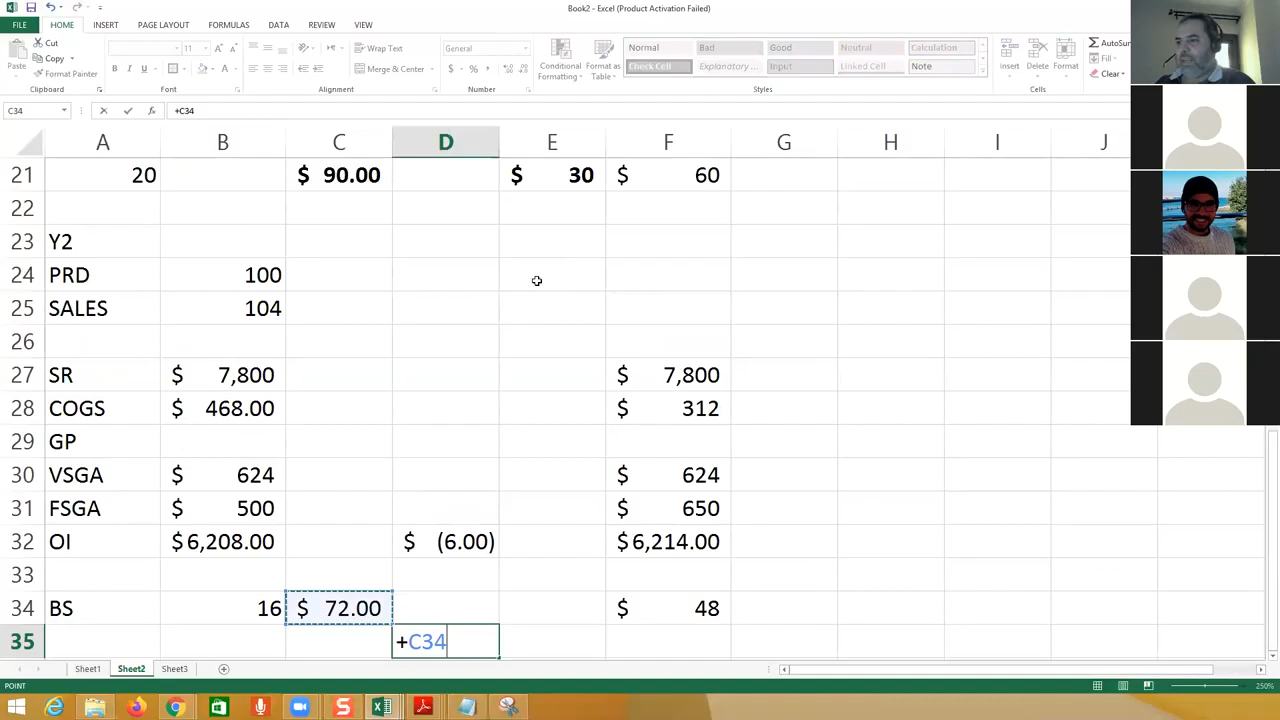 Book2 - Excel (Product Activation Failed)
FILE HOME INSERT PAGE LAYOUT FORMULAS DATA REVIEW VIEW
Cut
Copy
Format Painter
Paste
Clipboard
11
B I U
Font
Wrap Text
Merge & Center
Alignment
General
$ % ,
Number
Conditional Formatting
Format as Table
Normal Bad Good Neutral Calculation
Check Cell Explanatory ... Input Linked Cell Note
Styles
Insert Delete Format
Cells
AutoSum
Fill
Clear
C34 +C34
A B C D E F G H I J
21 20 $ 90.00 $ 30 $ 60
22
23 Y2
24 PRD 100
25 SALES 104
26
27 SR $ 7,800 $ 7,800
28 COGS $ 468.00 $ 312
29 GP
30 VSGA $ 624 $ 624
31 FSGA $ 500 $ 650
32 OI $ 6,208.00 $ (6.00) $ 6,214.00
33
34 BS 16 $ 72.00 $ 48
35 +C34
Sheet1 Sheet2 Sheet3
POINT 250%